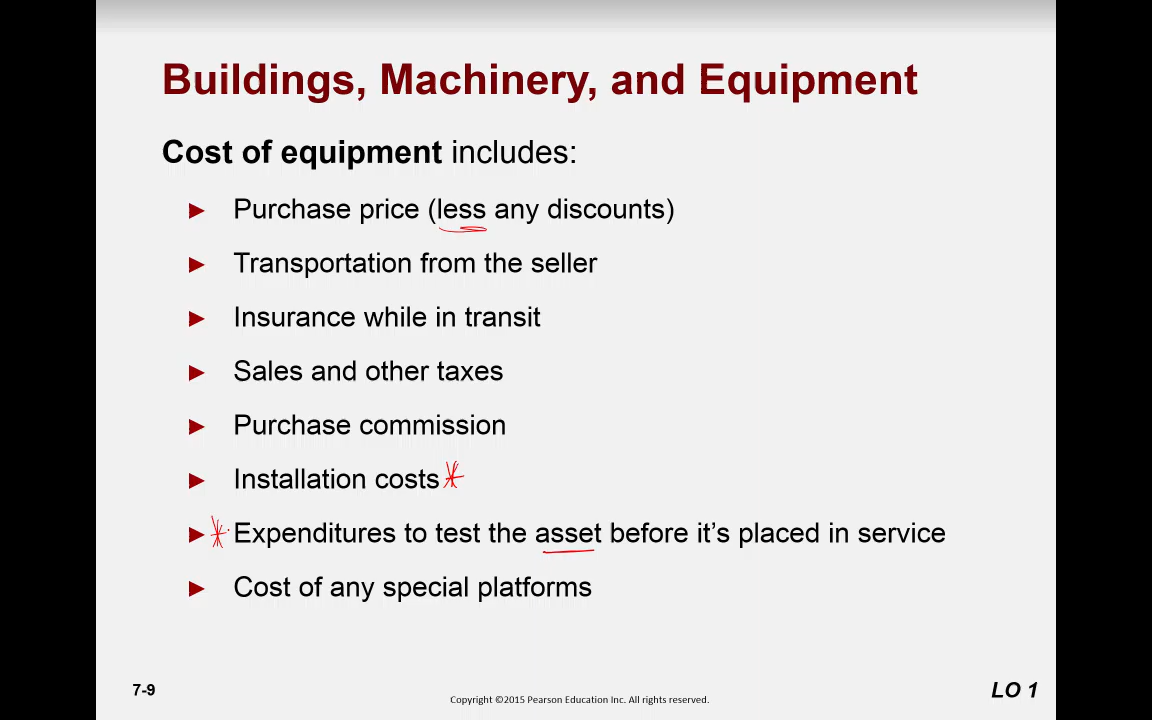 Buildings, Machinery, and Equipment
Cost of equipment includes:
► Purchase price (less any discounts)
► Transportation from the seller
► Insurance while in transit
► Sales and other taxes
► Purchase commission
► Installation costs*
► *Expenditures to test the asset before it’s placed in service
► Cost of any special platforms
7-9
Copyright ©2015 Pearson Education Inc. All rights reserved.
LO 1